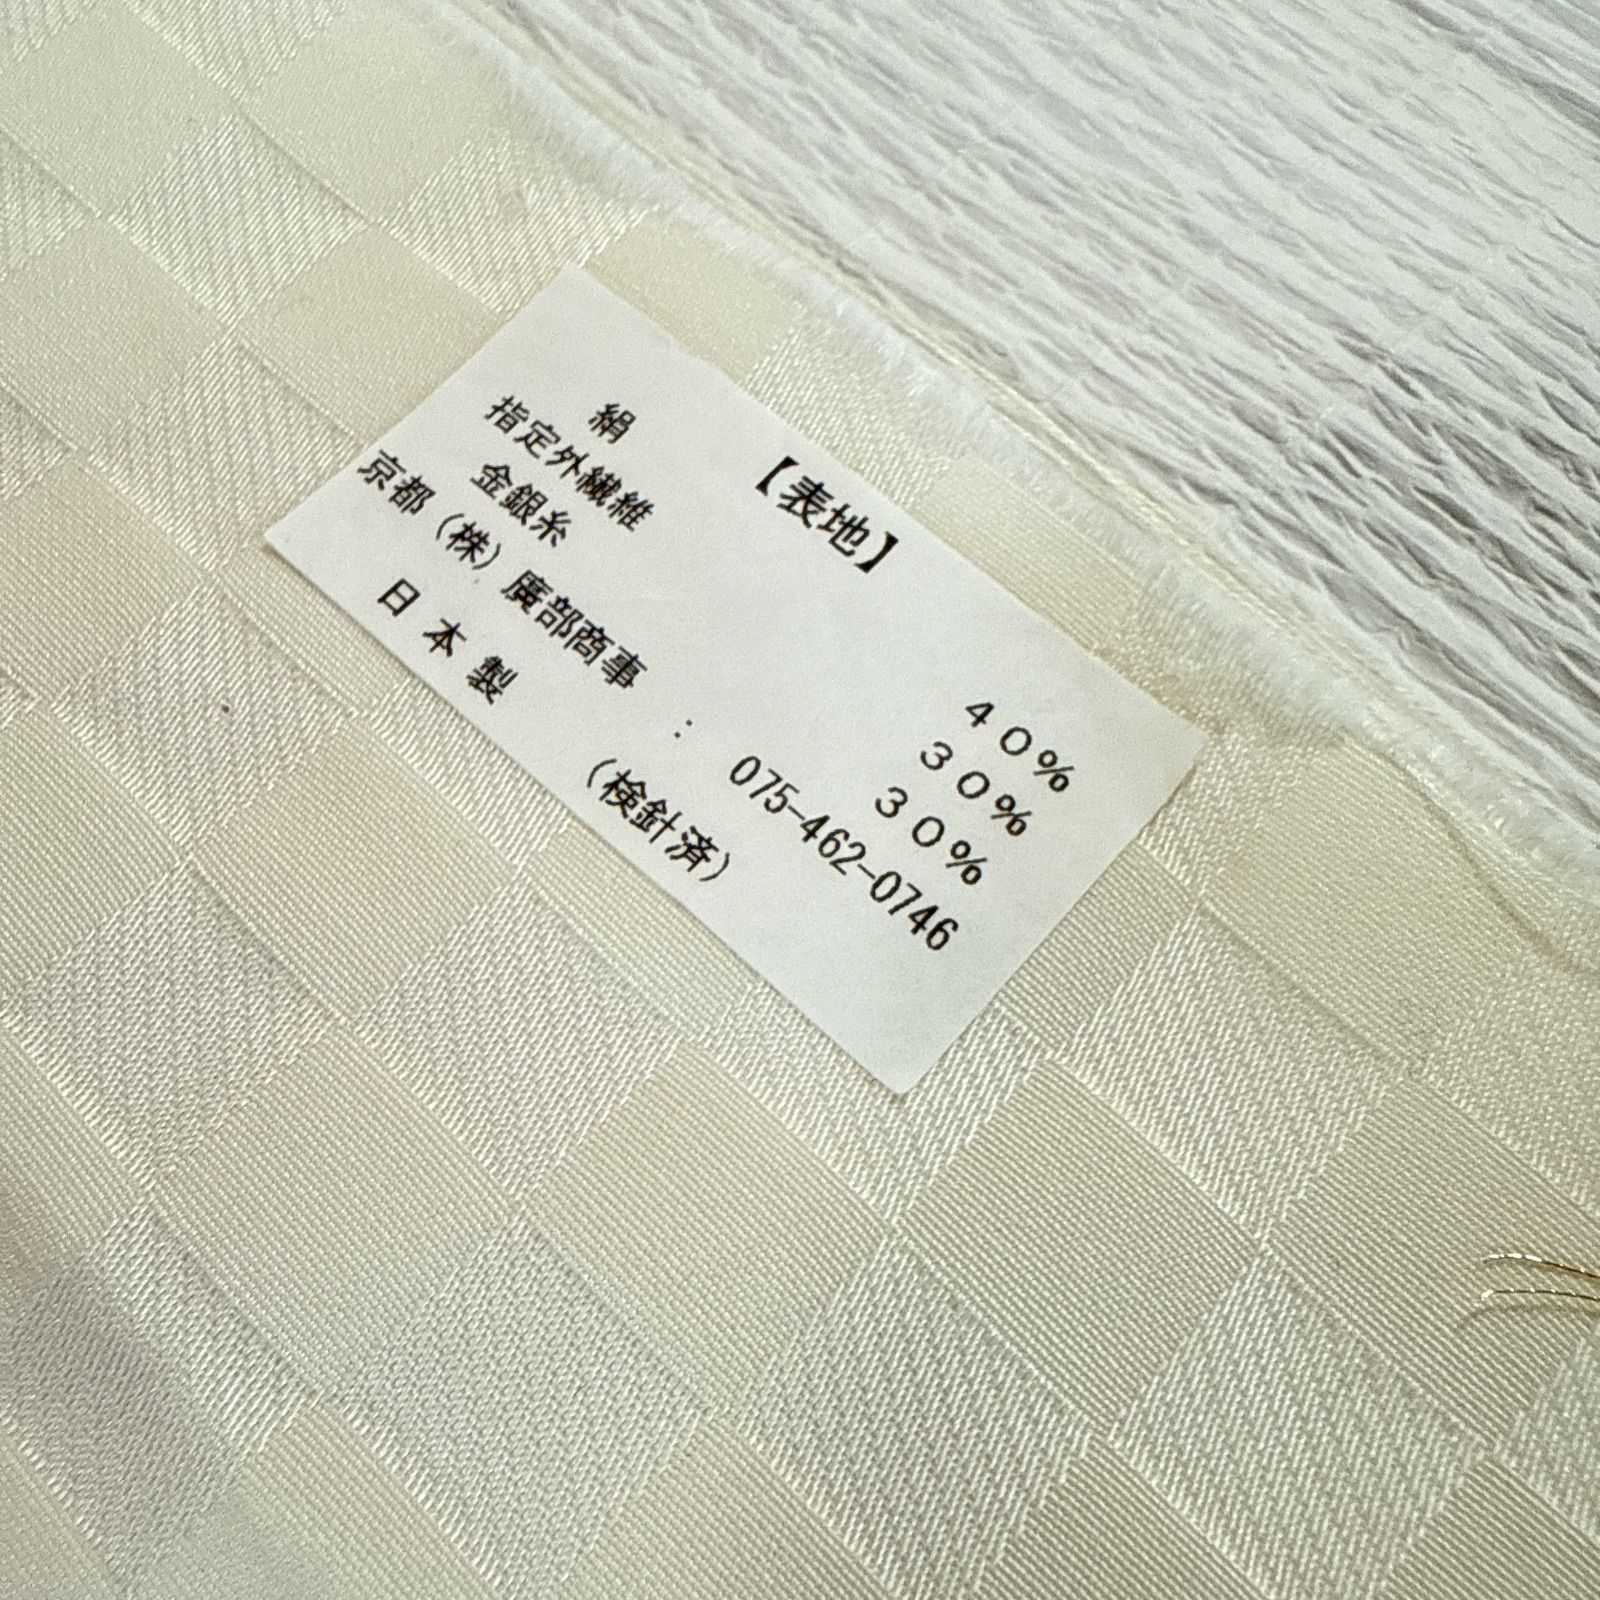 【表地】
絹 40%
指定外繊維 30%
金銀糸 30%
京都(株)廣部商事 : 075-462-0746
日本製 (検針済)